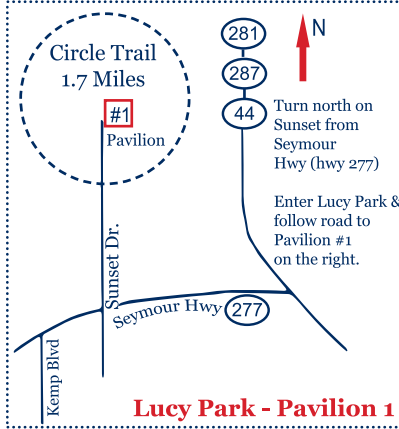 Circle Trail
1.7 Miles
#1
Pavilion
281
287
44
N
Turn north on
Sunset from
Seymour
Hwy (hwy 277)
Enter Lucy Park &
follow road to
Pavilion #1
on the right.
Sunset Dr.
Seymour Hwy
277
Kemp Blvd
Lucy Park - Pavilion 1